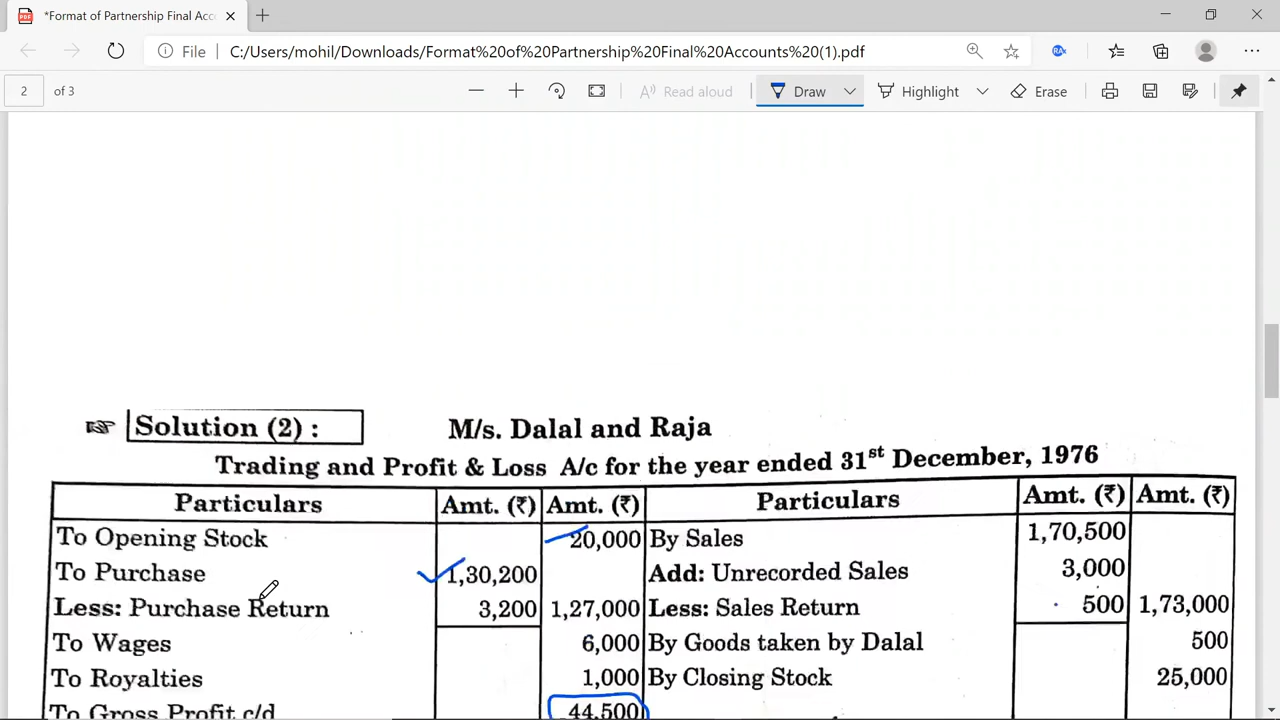 *Format of Partnership Final Acc
File C:/Users/mohil/Downloads/Format%20of%20Partnership%20Final%20Accounts%20(1).pdf
2 of 3 Read aloud Draw Highlight Erase
Solution (2) : M/s. Dalal and Raja
Trading and Profit & Loss A/c for the year ended 31st December, 1976
Particulars Amt. (₹) Amt. (₹) Particulars Amt. (₹) Amt. (₹)
To Opening Stock 20,000 By Sales 1,70,500
To Purchase 1,30,200 Add: Unrecorded Sales 3,000
Less: Purchase Return 3,200 1,27,000 Less: Sales Return 500 1,73,000
To Wages 6,000 By Goods taken by Dalal 500
To Royalties 1,000 By Closing Stock 25,000
To Gross Profit c/d 44,500